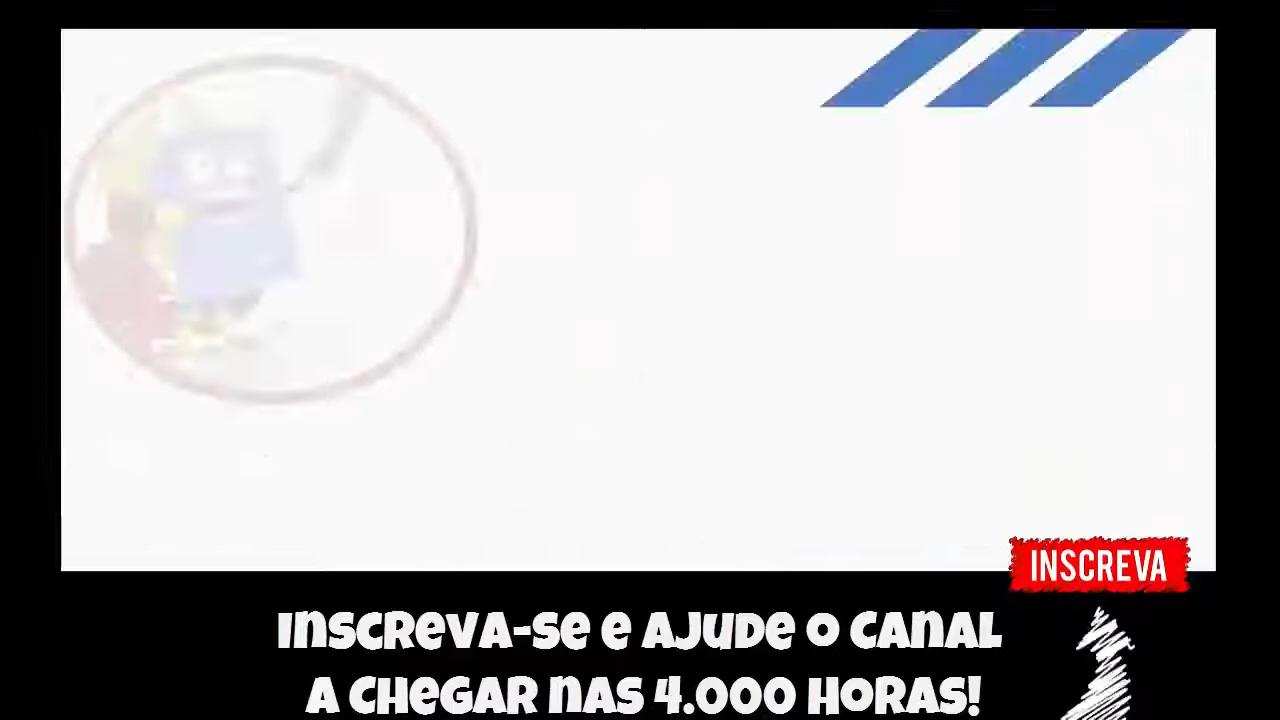 INSCREVA
INSCREVA-SE E AJUDE O CANAL
A CHEGAR NAS 4.000 HORAS!